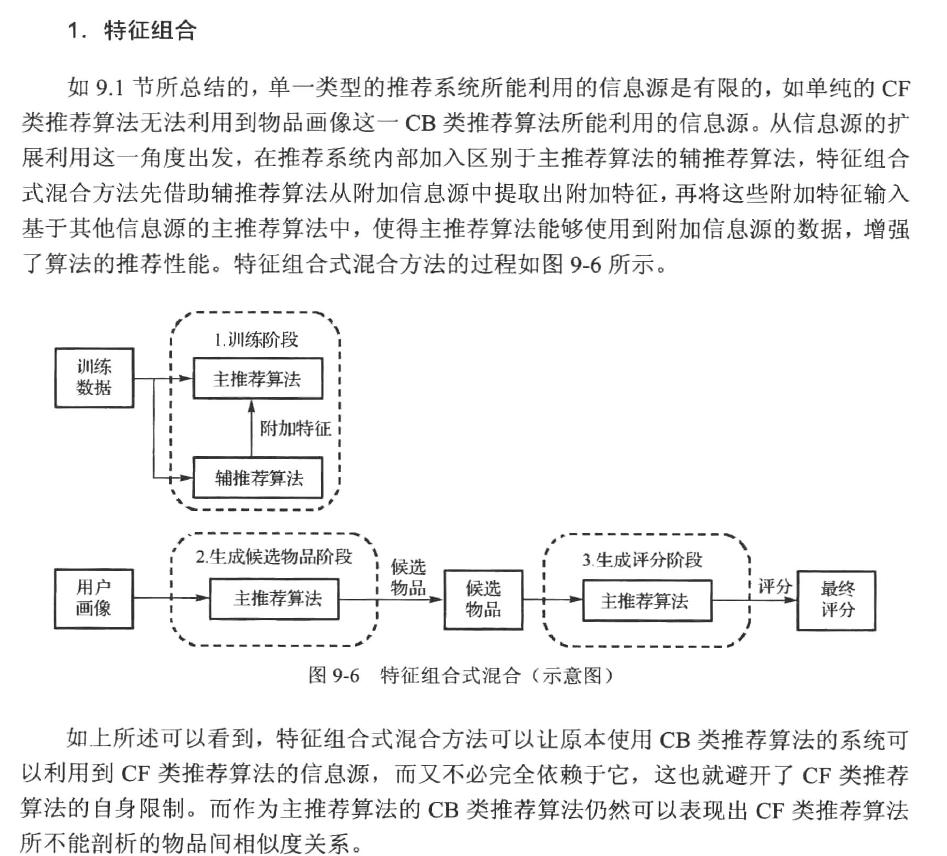 1. 特征组合
如 9.1 节所总结的，单一类型的推荐系统所能利用的信息源是有限的，如单纯的 CF
类推荐算法无法利用到物品画像这一 CB 类推荐算法所能利用的信息源。从信息源的扩
展利用这一角度出发，在推荐系统内部加入区别于主推荐算法的辅推荐算法，特征组合
式混合方法先借助辅推荐算法从附加信息源中提取出附加特征，再将这些附加特征输入
基于其他信息源的主推荐算法中，使得主推荐算法能够使用到附加信息源的数据，增强
了算法的推荐性能。特征组合式混合方法的过程如图 9-6 所示。
1.训练阶段
训练
数据
主推荐算法
附加特征
辅推荐算法
2.生成候选物品阶段
用户
画像
主推荐算法
候选
物品
候选
物品
3.生成评分阶段
主推荐算法
评分
最终
评分
图 9-6 特征组合式混合（示意图）
如上所述可以看到，特征组合式混合方法可以让原本使用 CB 类推荐算法的系统可
以利用到 CF 类推荐算法的信息源，而又不必完全依赖于它，这也就避开了 CF 类推荐
算法的自身限制。而作为主推荐算法的 CB 类推荐算法仍然可以表现出 CF 类推荐算法
所不能剖析的物品间相似度关系。